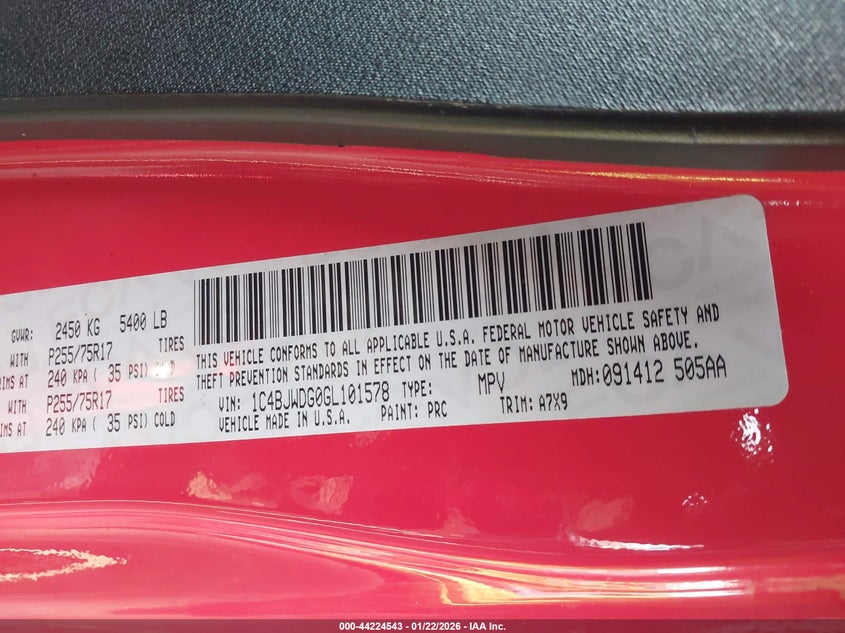 GVWR: 2450 KG 5400 LB
WITH P255/75R17 TIRES
RIMS AT 240 KPA ( 35 PSI) COLD
WITH P255/75R17 TIRES
RIMS AT 240 KPA ( 35 PSI) COLD
THIS VEHICLE CONFORMS TO ALL APPLICABLE U.S.A. FEDERAL MOTOR VEHICLE SAFETY AND
THEFT PREVENTION STANDARDS IN EFFECT ON THE DATE OF MANUFACTURE SHOWN ABOVE.
VIN: 1C4BJWDG0GL101578 TYPE: MPV MDH: 091412 505AA
VEHICLE MADE IN U.S.A. PAINT: PRC TRIM: A7X9
000-44224543 - 01/22/2026 - IAA Inc.